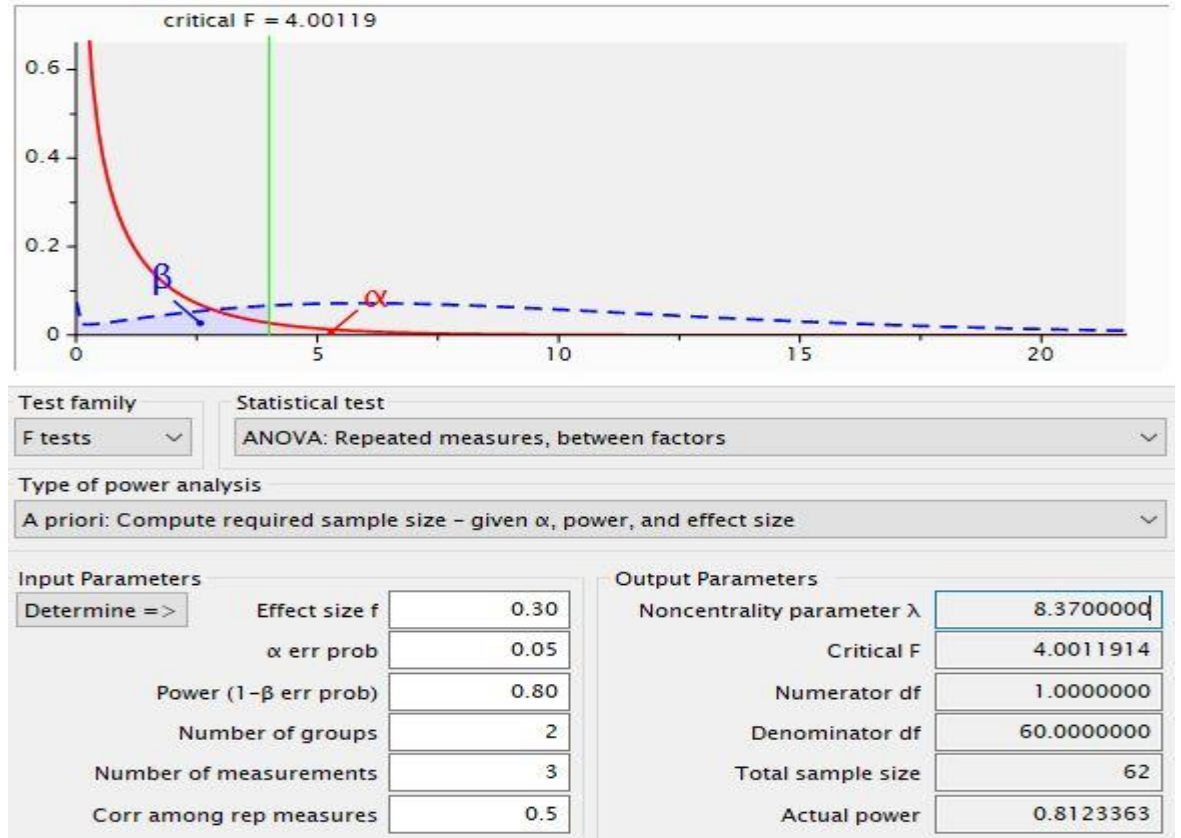 critical F = 4.00119
0.6
0.4
0.2
0
β
α
0 5 10 15 20
Test family Statistical test
F tests ANOVA: Repeated measures, between factors
Type of power analysis
A priori: Compute required sample size – given α, power, and effect size
Input Parameters Output Parameters
Determine => Effect size f 0.30 Noncentrality parameter λ 8.3700000
α err prob 0.05 Critical F 4.0011914
Power (1-β err prob) 0.80 Numerator df 1.0000000
Number of groups 2 Denominator df 60.0000000
Number of measurements 3 Total sample size 62
Corr among rep measures 0.5 Actual power 0.8123363